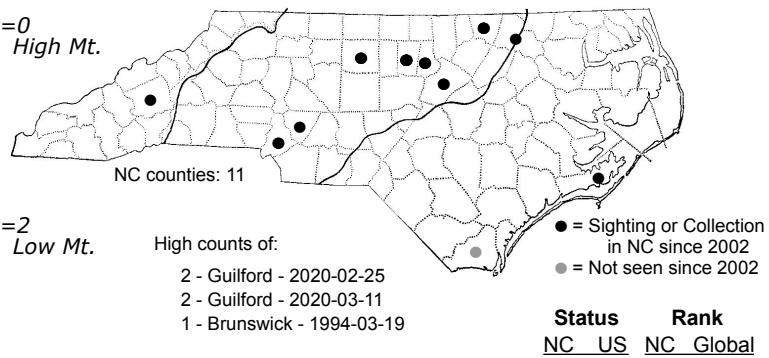 =0
High Mt.
NC counties: 11
=2
Low Mt.
High counts of:
2 - Guilford - 2020-02-25
2 - Guilford - 2020-03-11
1 - Brunswick - 1994-03-19
= Sighting or Collection
in NC since 2002
= Not seen since 2002
Status Rank
NC US NC Global